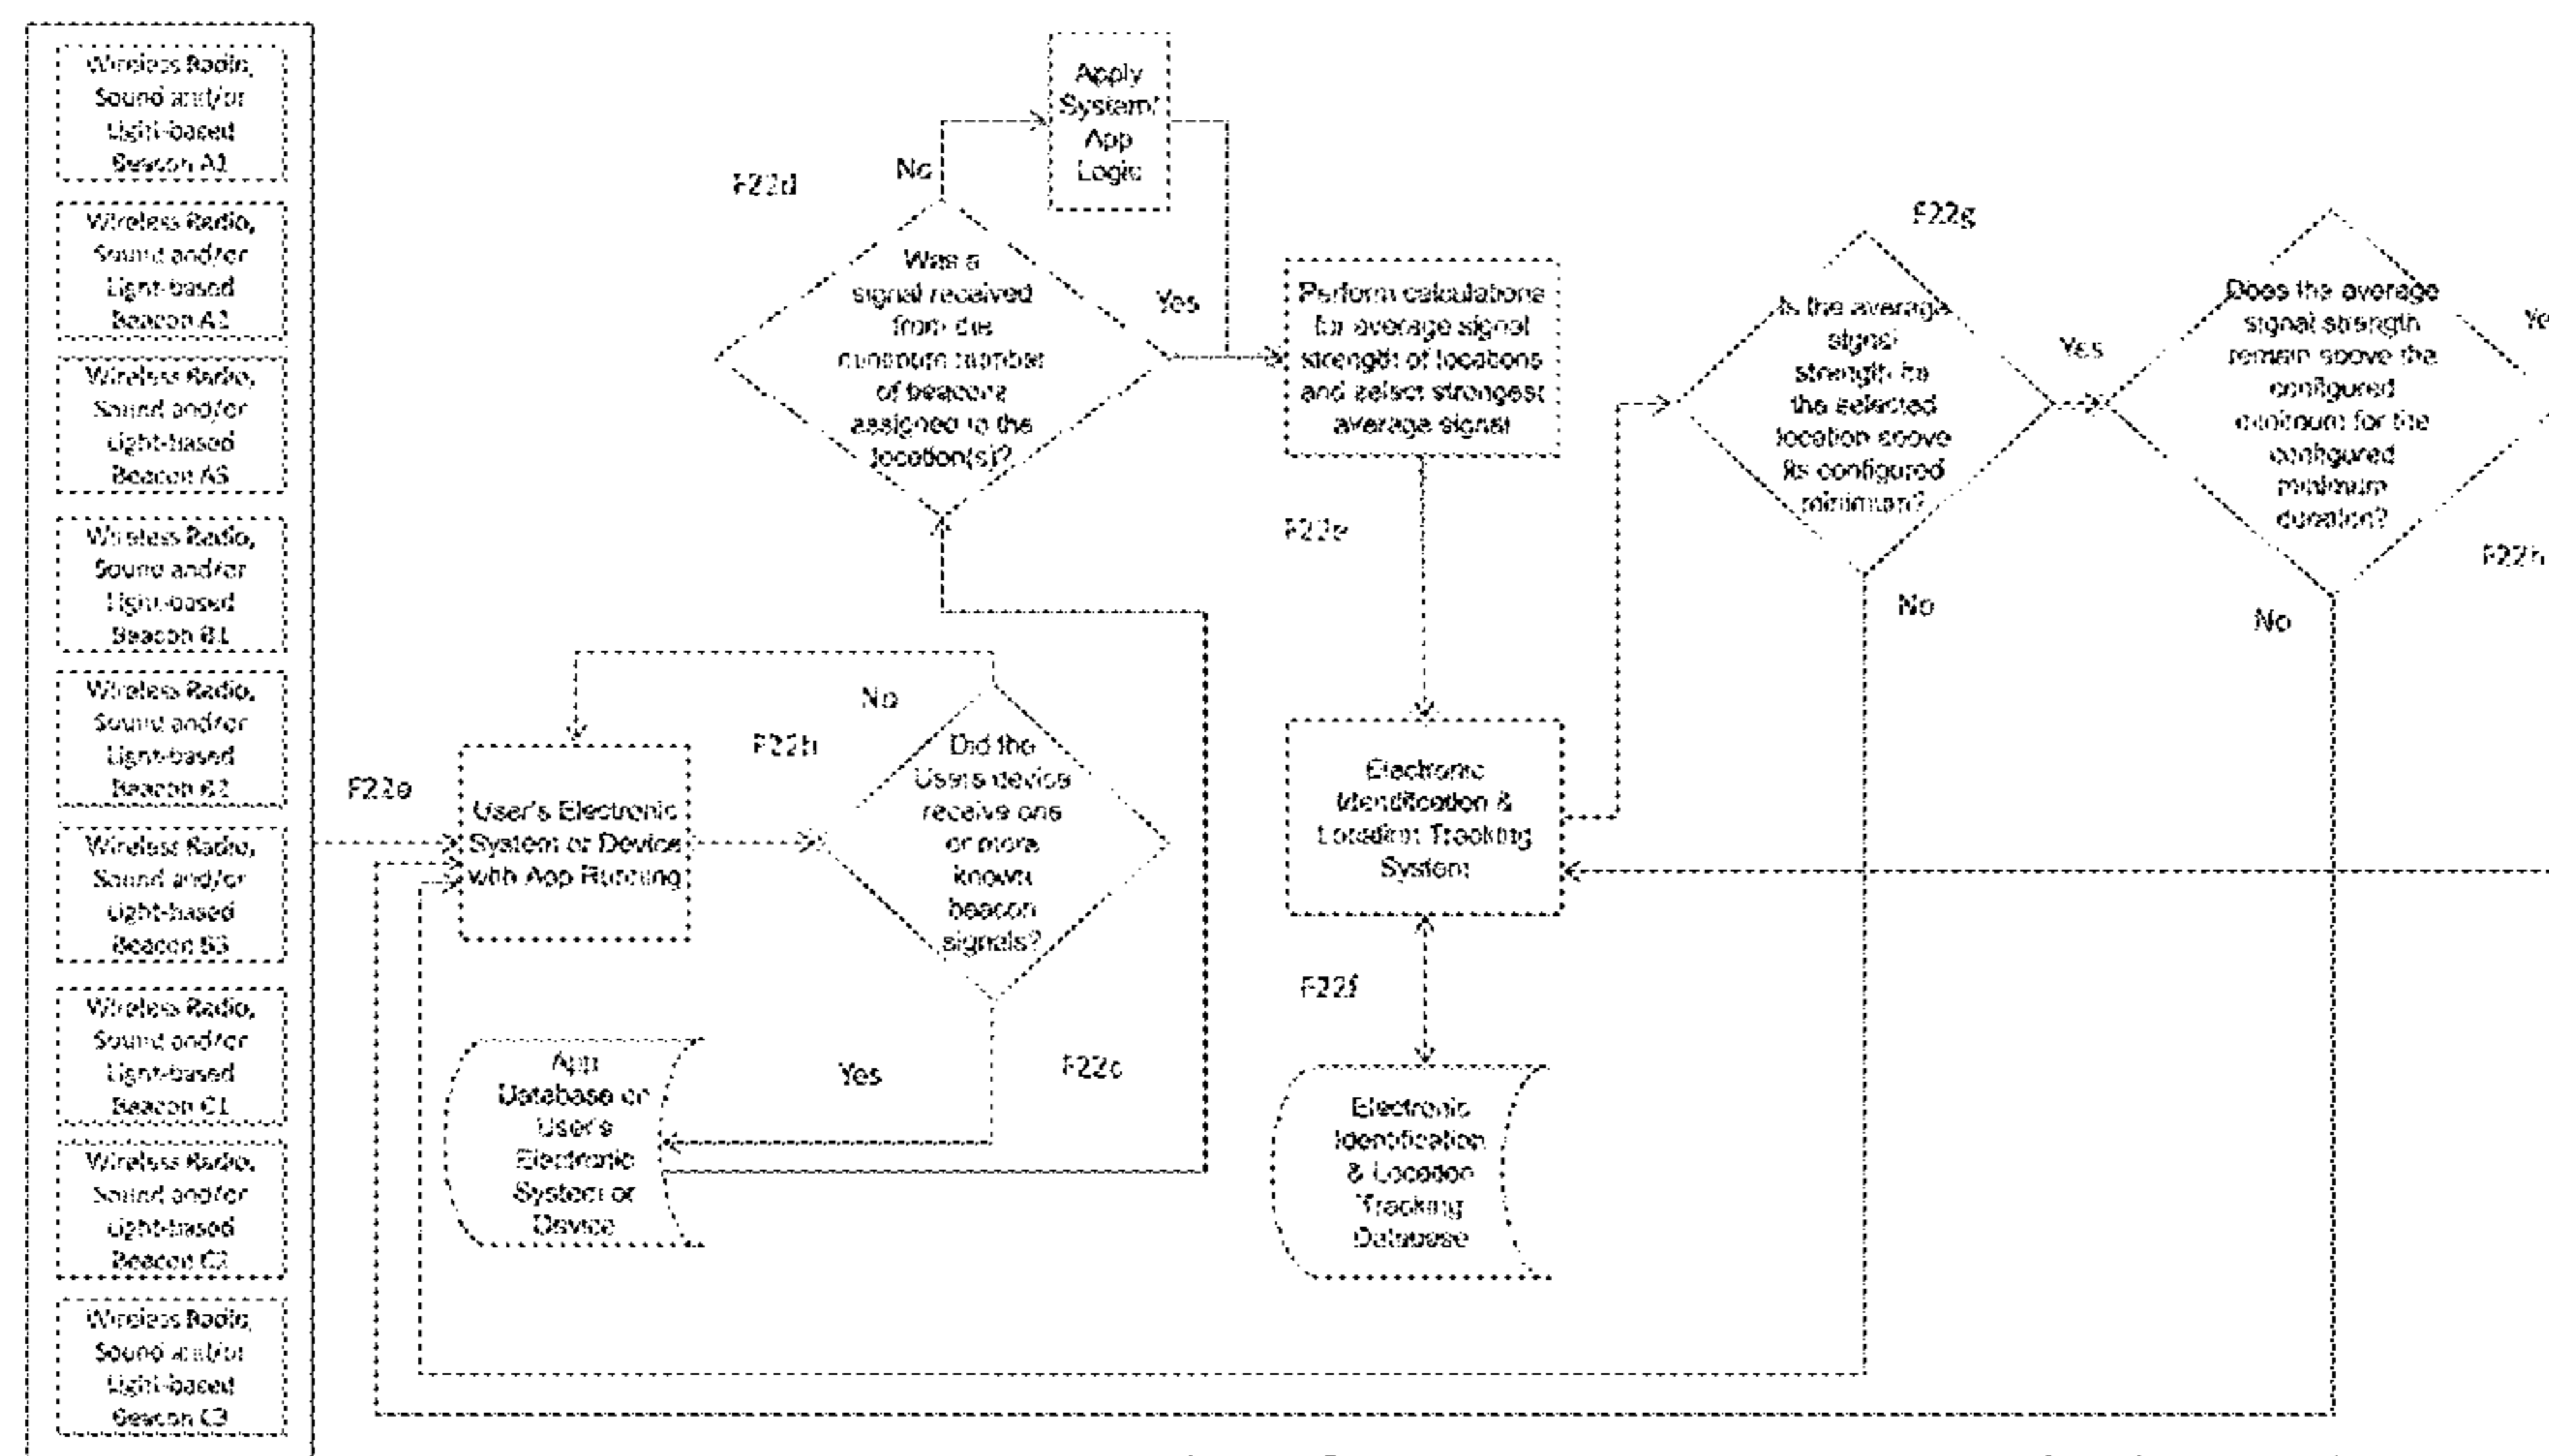 Wireless Radio,
Sound and/or
Light-based
Beacon A1
Wireless Radio,
Sound and/or
Light-based
Beacon
Wireless Radio,
Sound and/or
Light-based
Beacon
Wireless Radio,
Sound and/or
Light-based
Beacon B1
Wireless Radio,
Sound and/or
Light-based
Beacon B2
Wireless Radio,
Sound and/or
Light-based
Beacon B3
Wireless Radio,
Sound and/or
Light-based
Beacon C1
Wireless Radio,
Sound and/or
Light-based
Beacon C2
Wireless Radio,
Sound and/or
Light-based
Beacon C3
F22a
User's Electronic
System or Device
with App Running
F22b
No
Did the
Users device
receive one
or more
known
beacon
signals?
Yes
F22c
App
Database on
User's
Electronic
System or
Device
F22d
No
Was a
signal received
from the
minimum number
of beacons
assigned to the
location(s)?
Yes
Apply
System/
App
Logic
Perform calculations
for average signal
strength of locations
and select strongest
average signal
F22e
Electronic
Identification &
Location Tracking
System
F22f
Electronic
Identification
& Location
Tracking
Database
F22g
Is the average
signal
strength for
the selected
location above
its configured
minimum?
Yes
No
Does the average
signal strength
remain above the
configured
minimum for the
configured
minimum
duration?
No
F22h